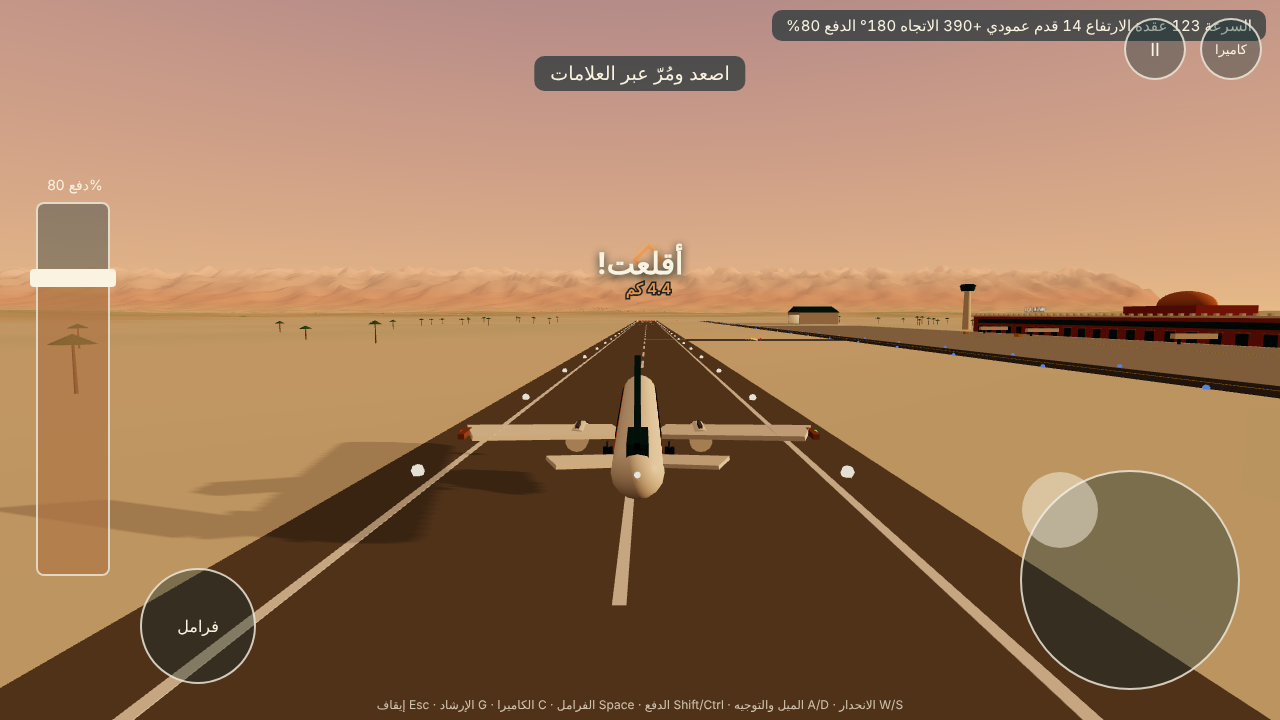 السرعة 123 عقدة الارتفاع 14 قدم عمودي +390 الاتجاه 180° الدفع 80%
كاميرا
II
اصعد ومُرّ عبر العلامات
دفع 80%
أقلعت!
4.4 كم
فرامل
W/S الانحدار · A/D الميل والتوجيه · Shift/Ctrl الدفع · Space الفرامل · C الكاميرا · G الإرشاد · Esc إيقاف